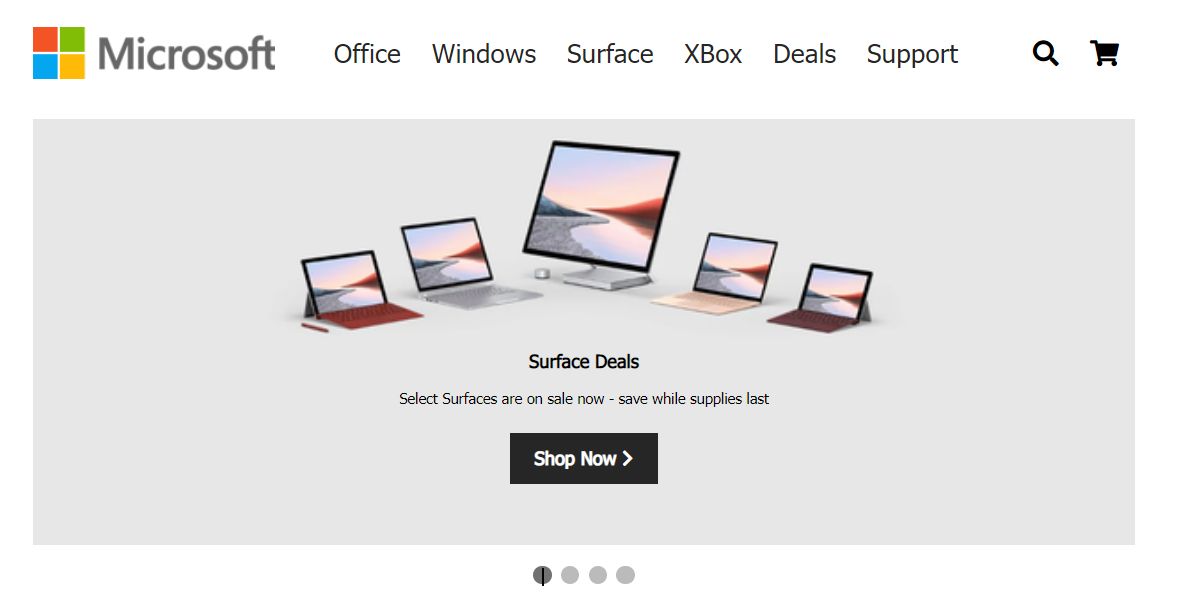 Microsoft Office Windows Surface XBox Deals Support
Surface Deals
Select Surfaces are on sale now - save while supplies last
Shop Now